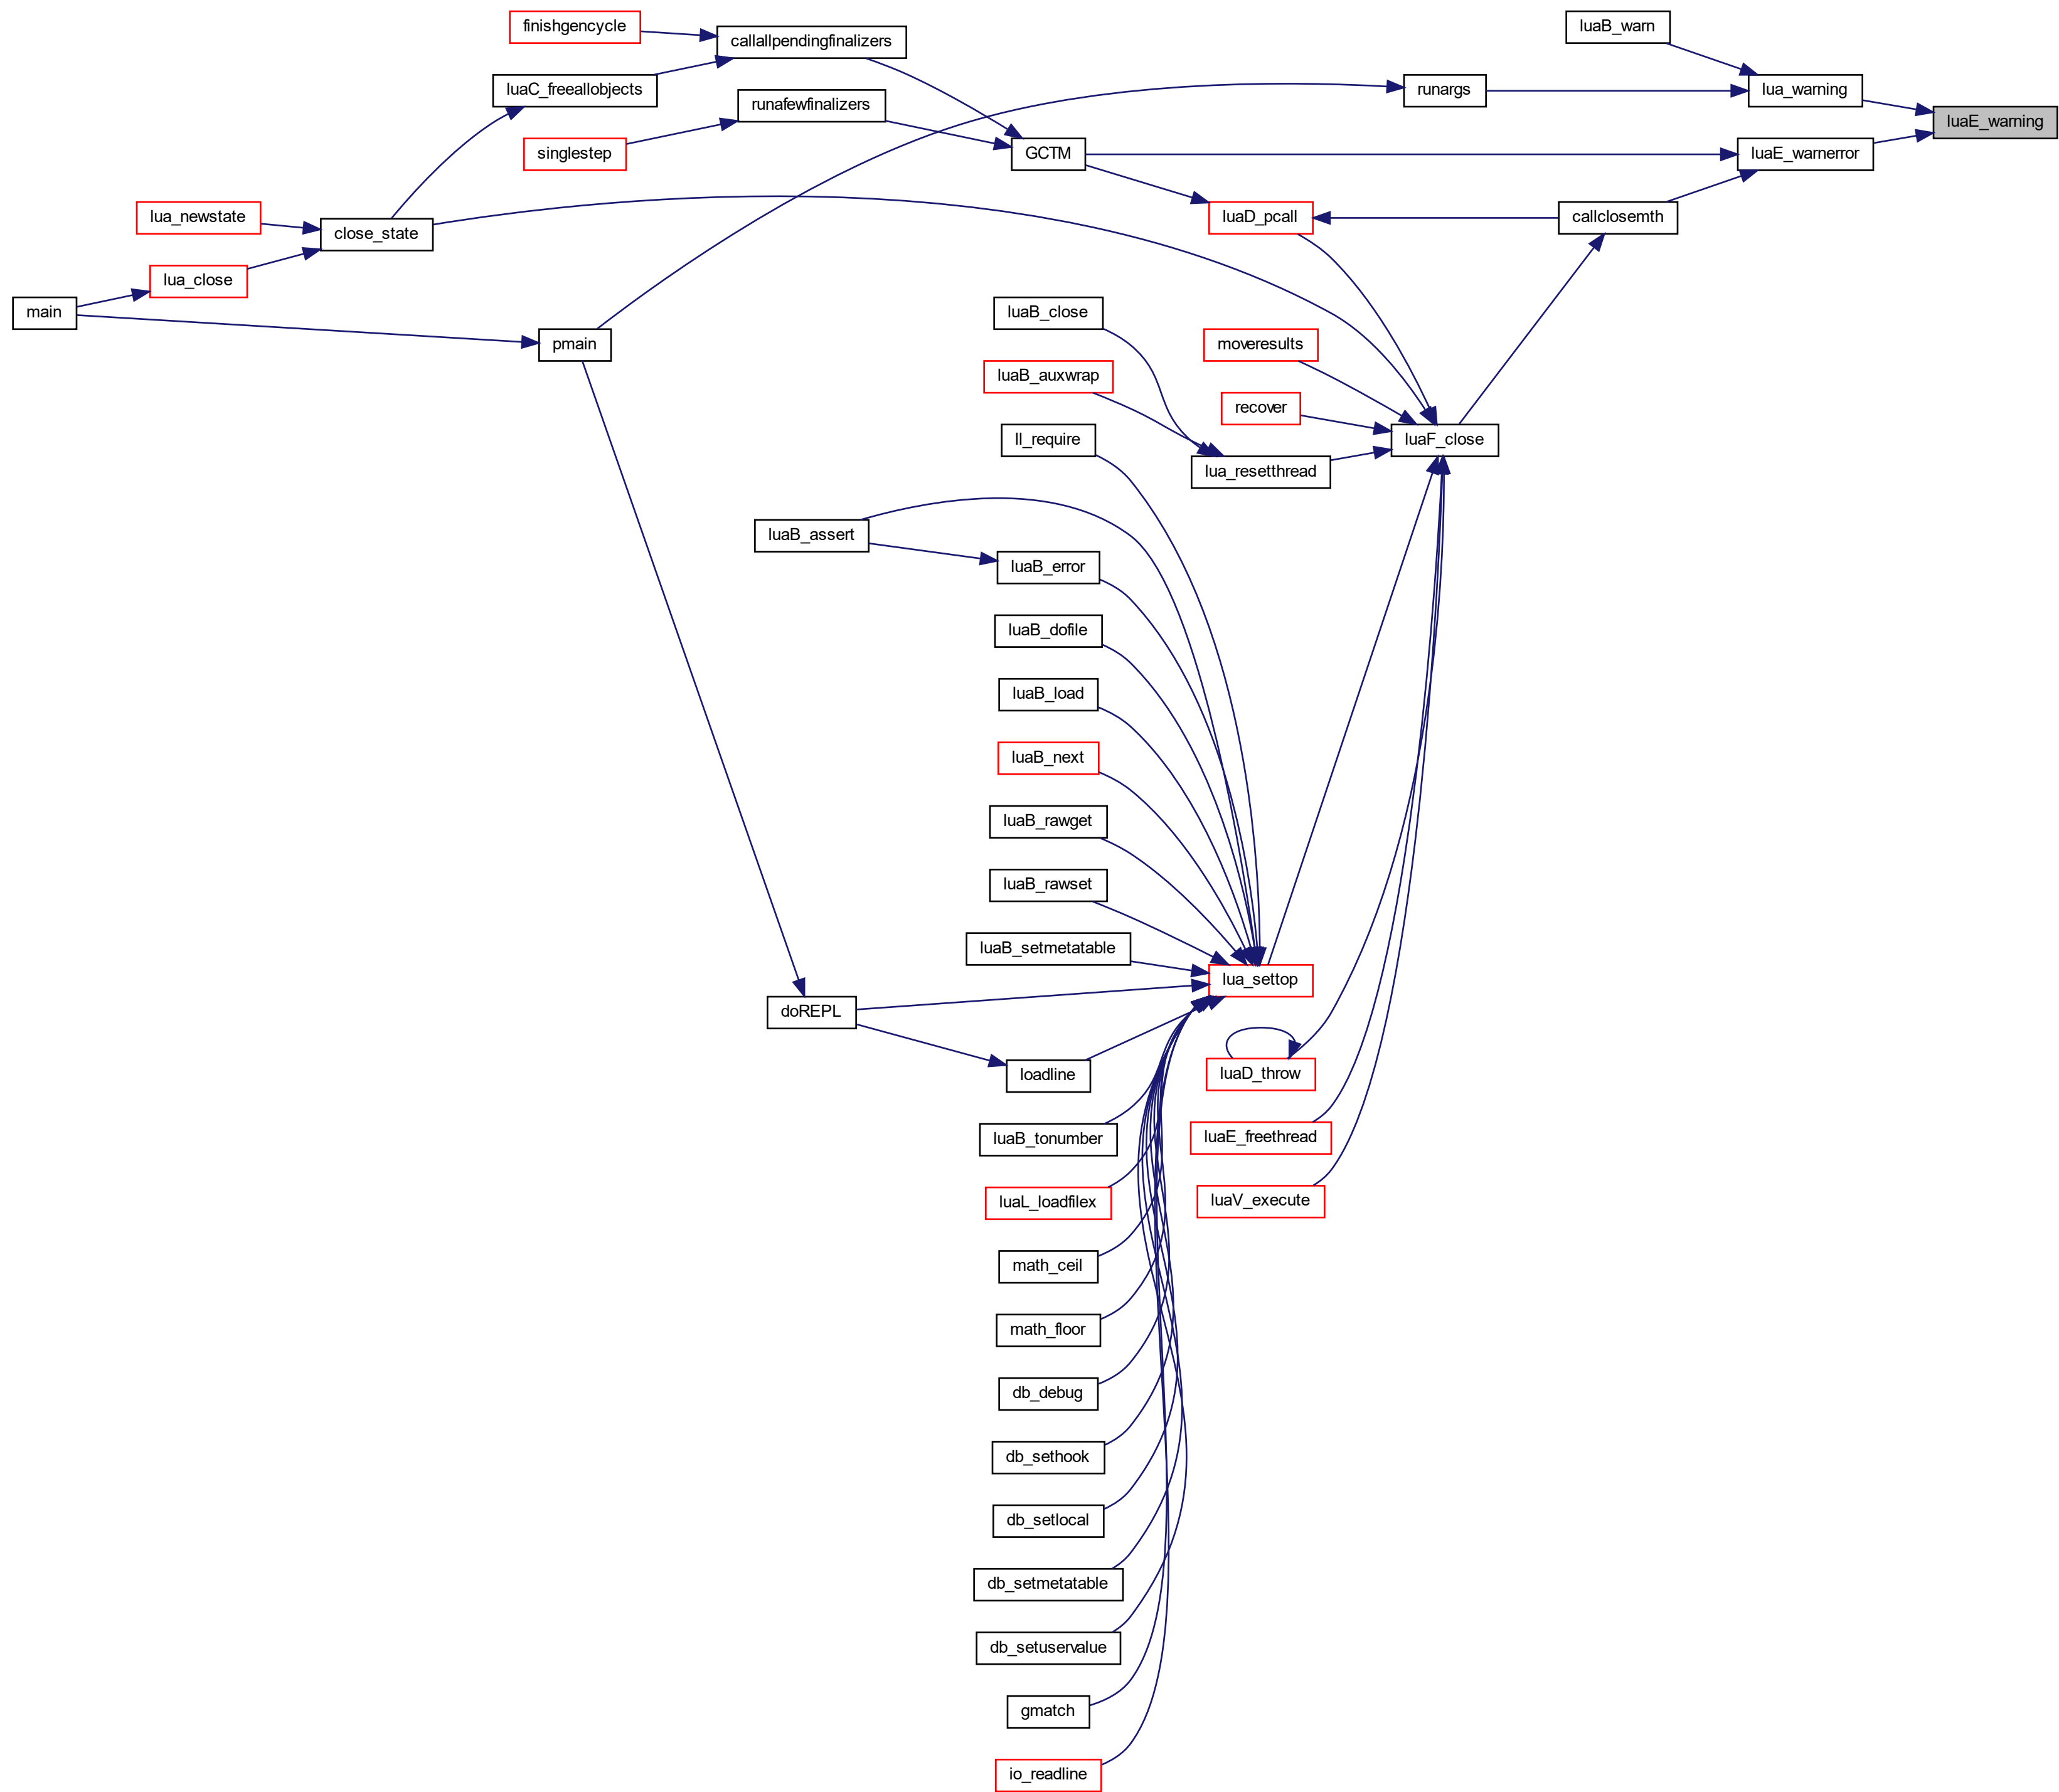 finishgencycle
callallpendingfinalizers
luaB_warn
luaC_freeallobjects
runafewfinalizers
runargs
lua_warning
luaE_warning
singlestep
GCTM
luaE_warnerror
lua_newstate
close_state
luaD_pcall
callclosemth
lua_close
main
pmain
luaB_close
moveresults
luaB_auxwrap
recover
ll_require
luaF_close
lua_resetthread
luaB_assert
luaB_error
luaB_dofile
luaB_load
luaB_next
luaB_rawget
luaB_rawset
luaB_setmetatable
lua_settop
doREPL
loadline
luaD_throw
luaB_tonumber
luaE_freethread
luaL_loadfilex
luaV_execute
math_ceil
math_floor
db_debug
db_sethook
db_setlocal
db_setmetatable
db_setuservalue
gmatch
io_readline